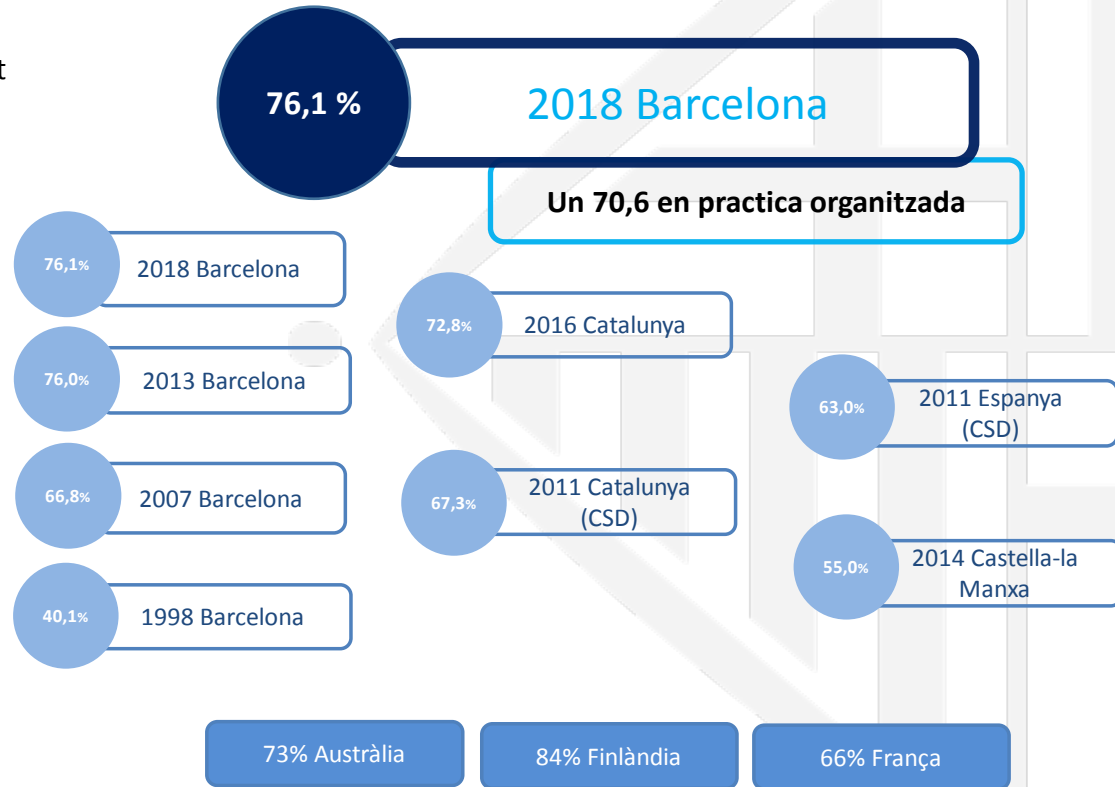 t
76,1 %
2018 Barcelona
Un 70,6 en practica organitzada
76,1%
2018 Barcelona
76,0%
2013 Barcelona
66,8%
2007 Barcelona
40,1%
1998 Barcelona
72,8%
2016 Catalunya
67,3%
2011 Catalunya
(CSD)
63,0%
2011 Espanya
(CSD)
55,0%
2014 Castella-la
Manxa
73% Austràlia
84% Finlàndia
66% França